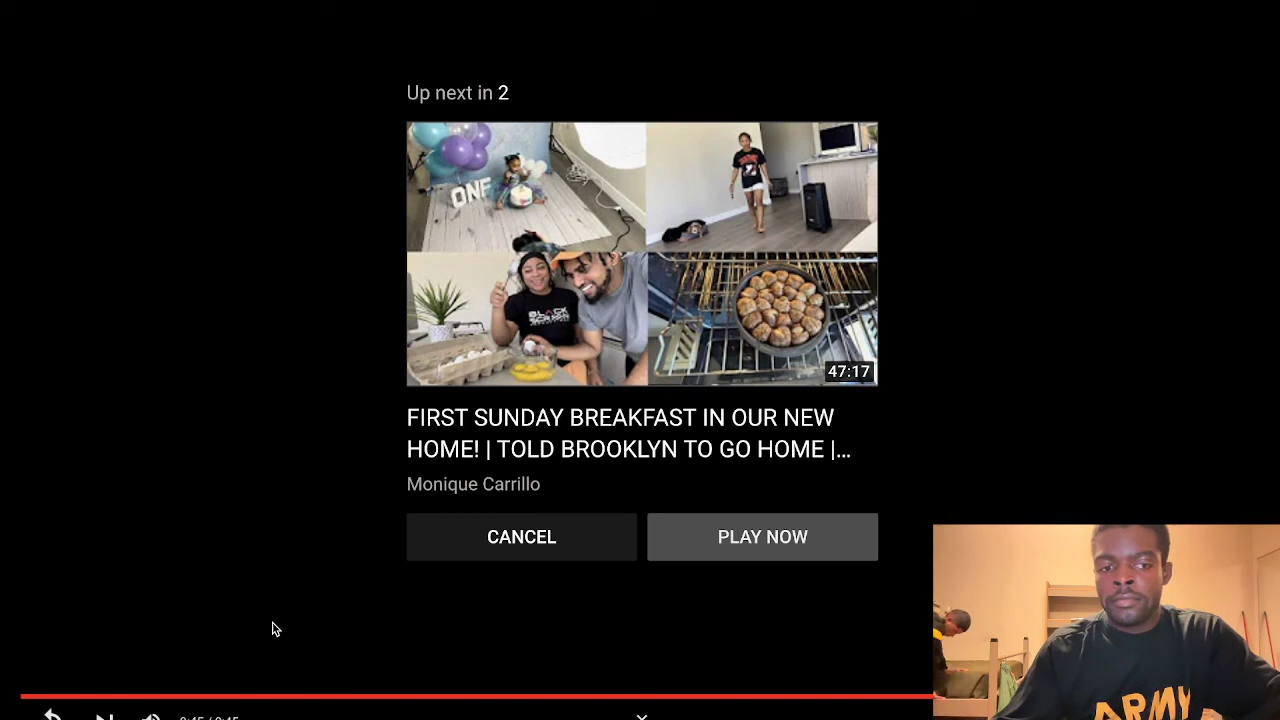 Up next in 2
ONE
BLACK
47:17
FIRST SUNDAY BREAKFAST IN OUR NEW
HOME! | TOLD BROOKLYN TO GO HOME |...
Monique Carrillo
CANCEL
PLAY NOW
ARMY